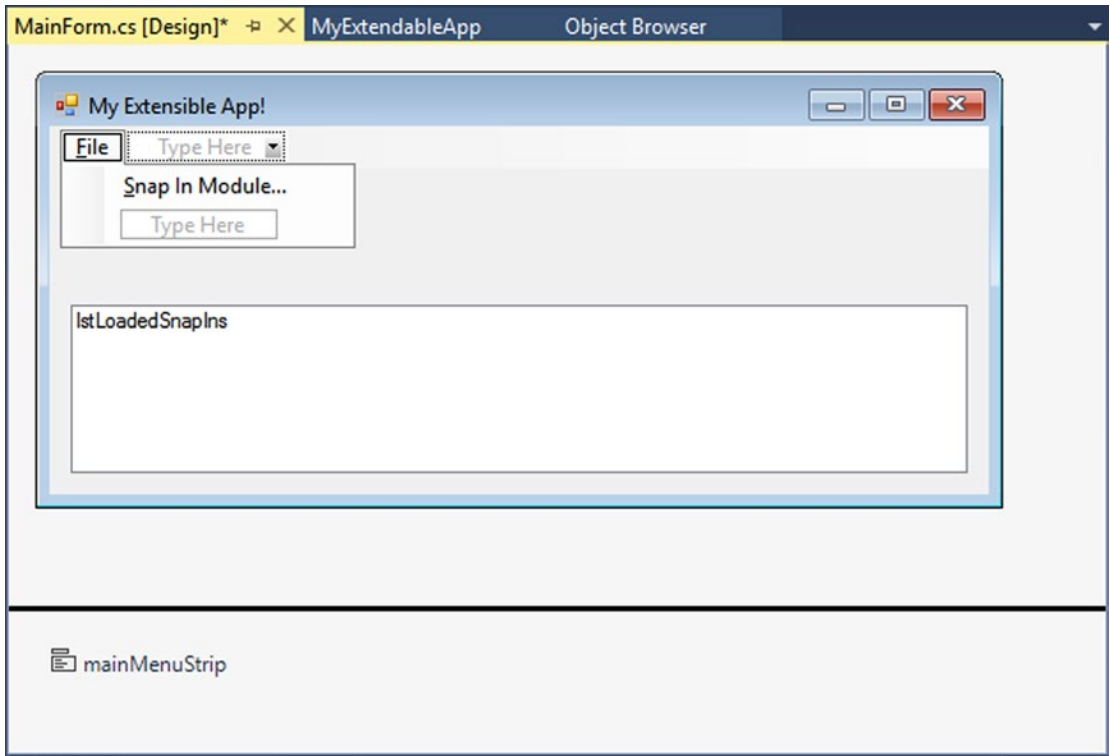 MainForm.cs [Design]* MyExtendableApp Object Browser
My Extensible App!
File Type Here
Snap In Module...
Type Here
lstLoadedSnapIns
mainMenuStrip